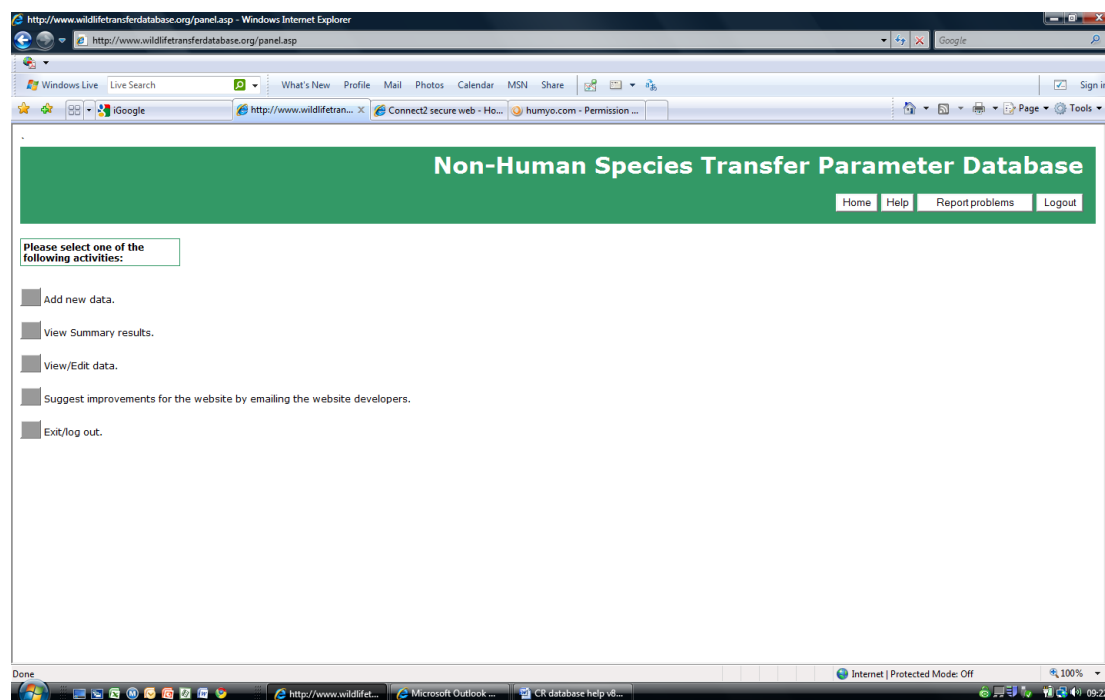 http://www.wildlifetransferdatabase.org/panel.asp - Windows Internet Explorer
http://www.wildlifetransferdatabase.org/panel.asp
Google
Windows Live Live Search What's New Profile Mail Photos Calendar MSN Share Sign in
iGoogle http://www.wildlifetran... X Connect2 secure web - Ho... humyo.com - Permission ... Page Tools
.
Non-Human Species Transfer Parameter Database
Home Help Report problems Logout
Please select one of the
following activities:
Add new data.
View Summary results.
View/Edit data.
Suggest improvements for the website by emailing the website developers.
Exit/log out.
Done Internet | Protected Mode: Off 100%
http://www.wildlifet... Microsoft Outlook ... CR database help v8... 09:2